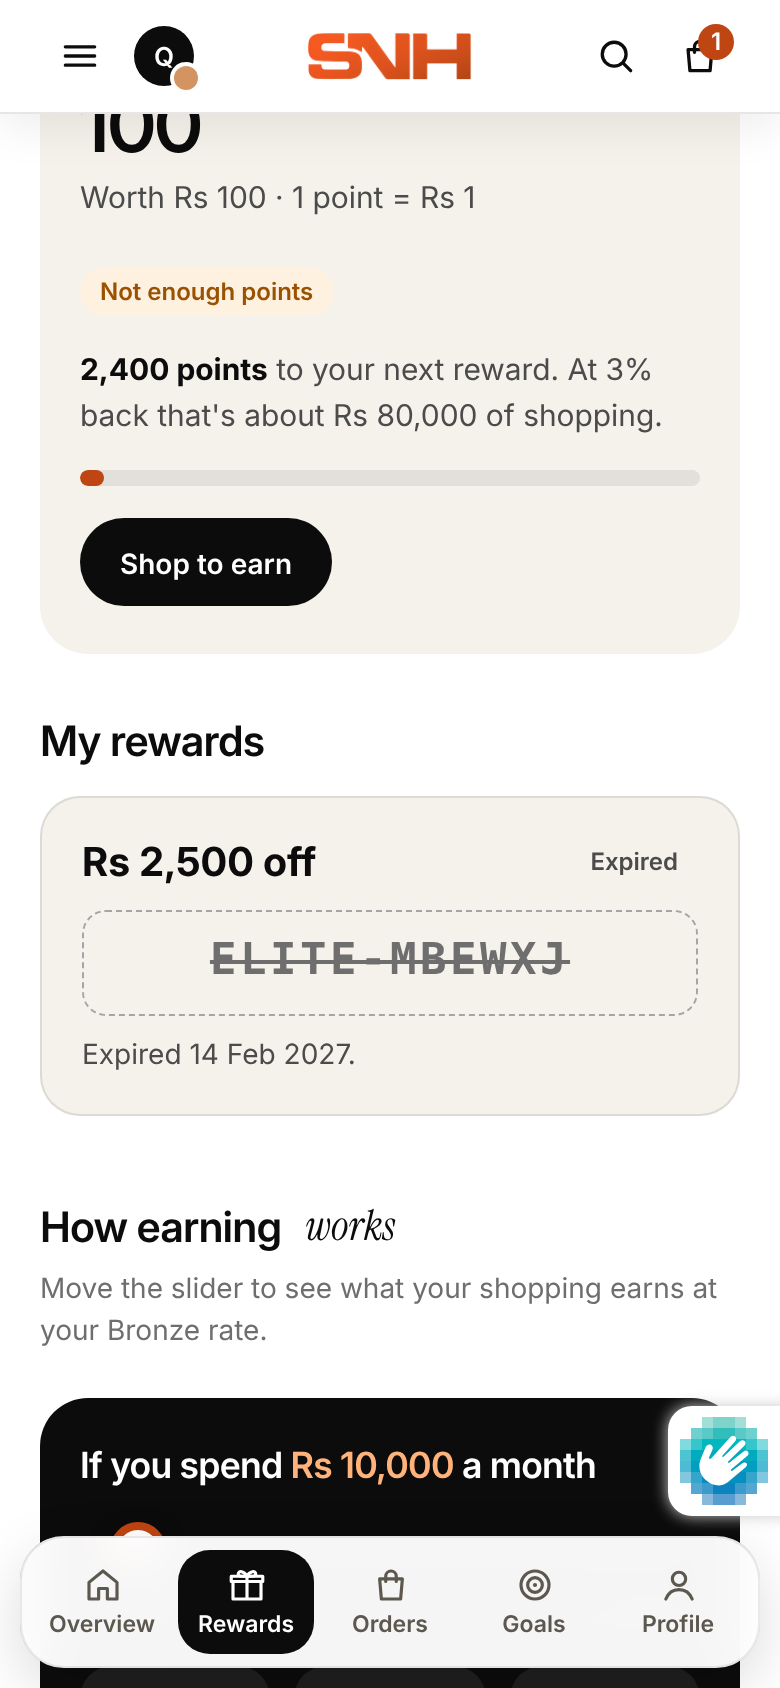 Q
SNH
1
100
Worth Rs 100 · 1 point = Rs 1
Not enough points
2,400 points to your next reward. At 3%
back that's about Rs 80,000 of shopping.
Shop to earn
My rewards
Rs 2,500 off
Expired
ELITE-MBEWXJ
Expired 14 Feb 2027.
How earning works
Move the slider to see what your shopping earns at
your Bronze rate.
If you spend Rs 10,000 a month
Overview
Rewards
Orders
Goals
Profile